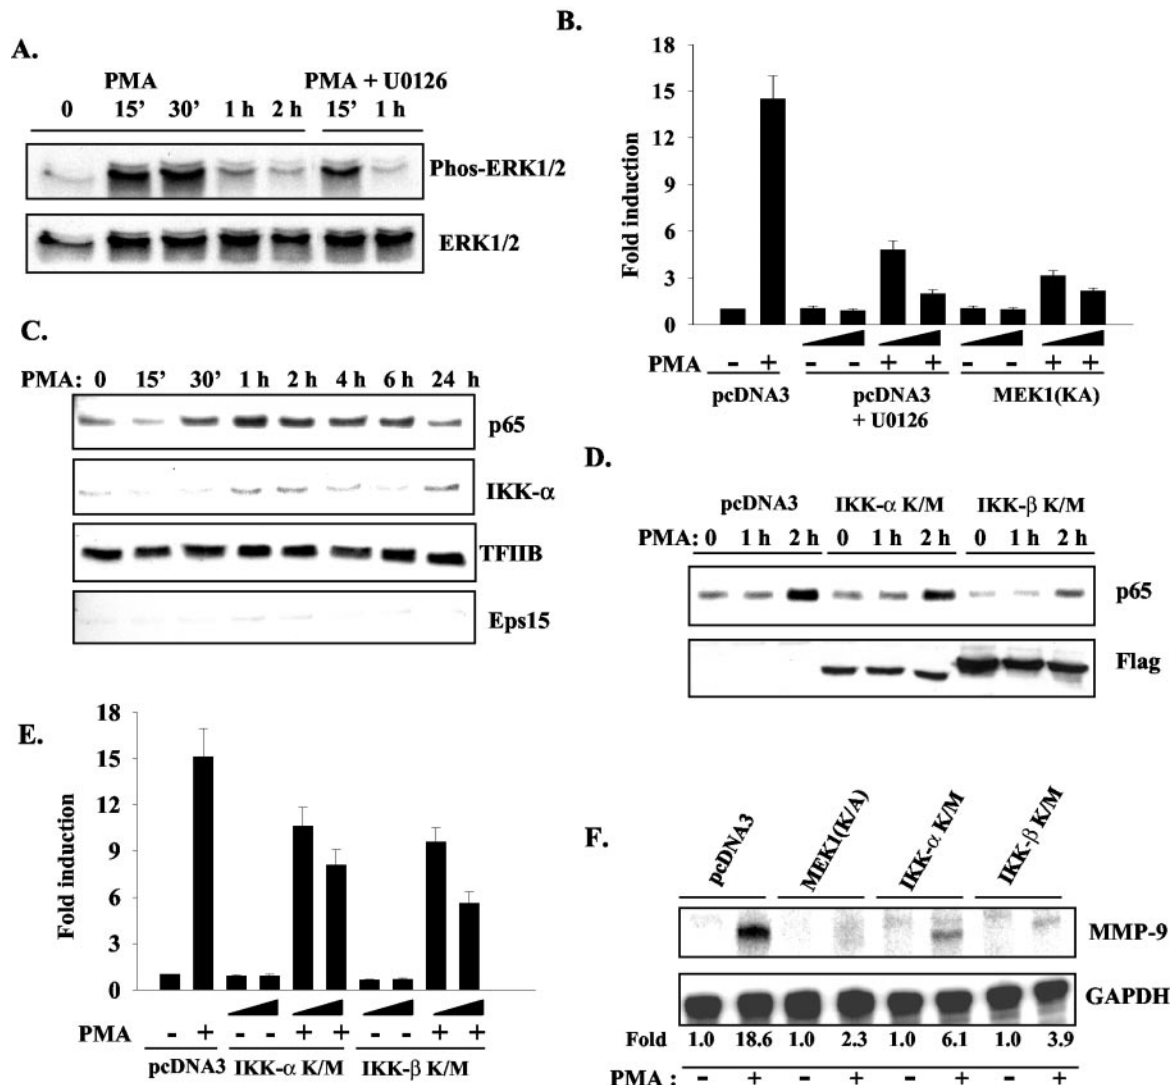 A.
PMA PMA + U0126
0 15’ 30’ 1 h 2 h 15’ 1 h
Phos-ERK1/2
ERK1/2
B.
Fold induction
18
15
12
9
6
3
0
PMA - + - - + + - - + +
pcDNA3 pcDNA3 + U0126 MEK1(KA)
C.
PMA: 0 15’ 30’ 1 h 2 h 4 h 6 h 24 h
p65
IKK-α
TFIIB
Eps15
D.
pcDNA3 IKK-α K/M IKK-β K/M
PMA: 0 1 h 2 h 0 1 h 2 h 0 1 h 2 h
p65
Flag
E.
Fold induction
18
15
12
9
6
3
0
PMA - + - - + + - - + +
pcDNA3 IKK-α K/M IKK-β K/M
F.
pcDNA3 MEK1(K/A) IKK-α K/M IKK-β K/M
MMP-9
GAPDH
Fold 1.0 18.6 1.0 2.3 1.0 6.1 1.0 3.9
PMA : - + - + - + - +